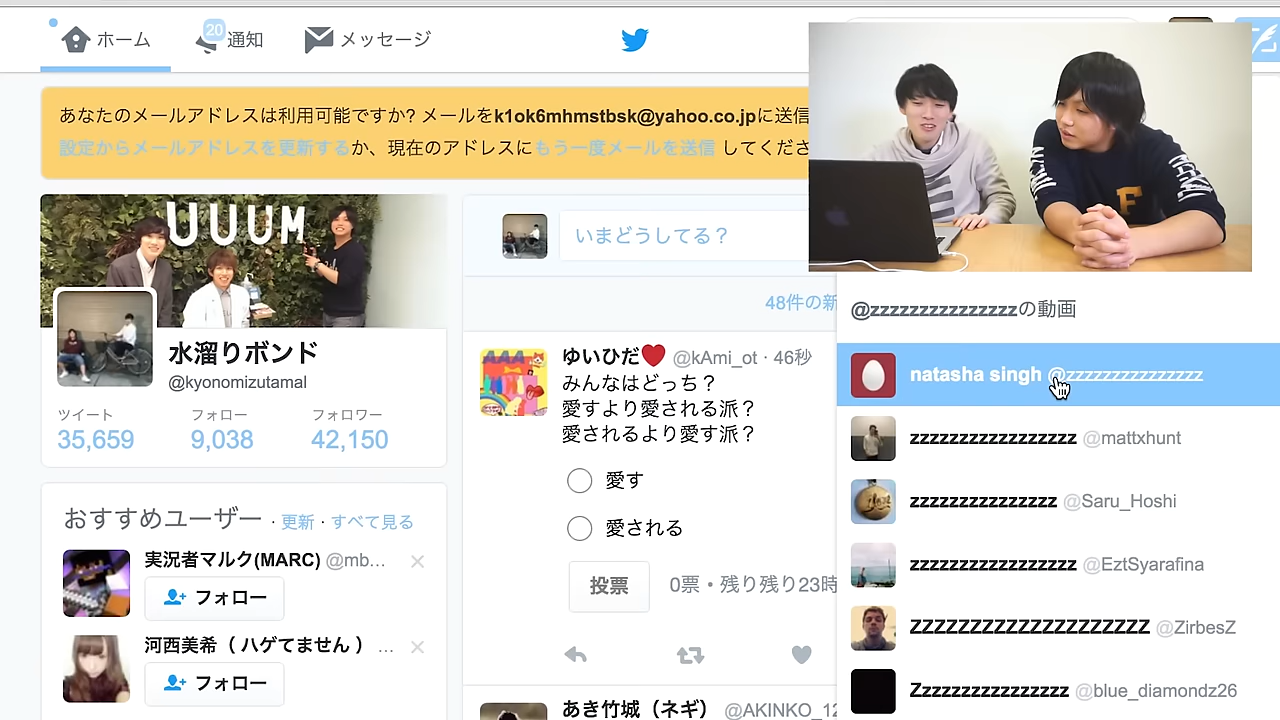 ホーム
20
通知
メッセージ
あなたのメールアドレスは利用可能ですか? メールをk1ok6mhmstbsk@yahoo.co.jpに送信
設定からメールアドレスを更新するか、現在のアドレスにもう一度メールを送信 してくださ
UUUM
水溜りボンド
@kyonomizutamal
ツイート
フォロー
フォロワー
35,659
9,038
42,150
おすすめユーザー · 更新 · すべて見る
実況者マルク(MARC) @mb...
フォロー
河西美希（ ハゲてません ） ...
フォロー
いまどうしてる？
48件の新
ゆいひだ❤ @kAmi_ot · 46秒
みんなはどっち？
愛すより愛される派？
愛されるより愛す派？
愛す
愛される
投票
0票・残り残り23時
あき竹城（ネギ） @AKINKO_12
F
@zzzzzzzzzzzzzzzの動画
natasha singh @zzzzzzzzzzzzzzz
zzzzzzzzzzzzzzzzz @mattxhunt
zzzzzzzzzzzzzzz @Saru_Hoshi
zzzzzzzzzzzzzzzzz @EztSyarafina
ZZZZZZZZZZZZZZZZZZZZ @ZirbesZ
Zzzzzzzzzzzzzzzz @blue_diamondz26